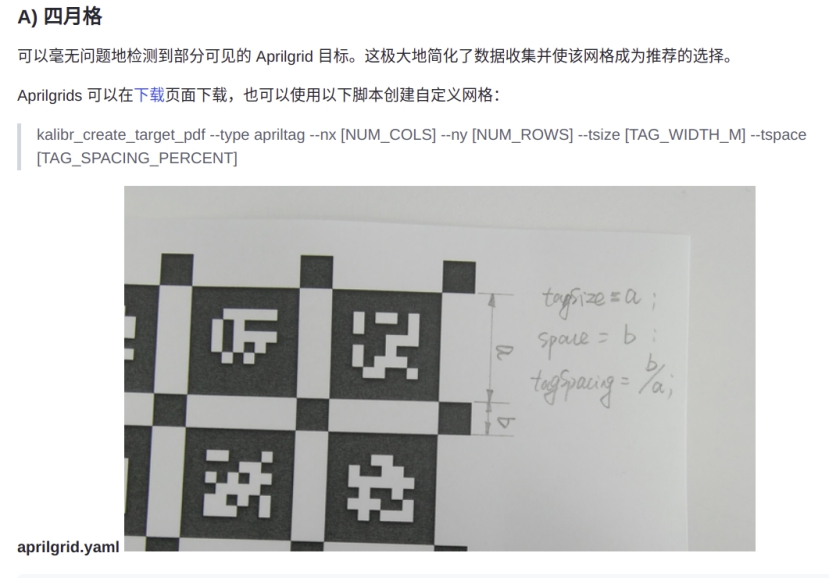 A) 四月格
可以毫无问题地检测到部分可见的 Aprilgrid 目标。这极大地简化了数据收集并使该网格成为推荐的选择。
Aprilgrids 可以在下载页面下载，也可以使用以下脚本创建自定义网格：
kalibr_create_target_pdf --type apriltag --nx [NUM_COLS] --ny [NUM_ROWS] --tsize [TAG_WIDTH_M] --tspace
[TAG_SPACING_PERCENT]
tagSize = a ;
space = b ;
tagSpacing = b/a ;
a
b
aprilgrid.yaml